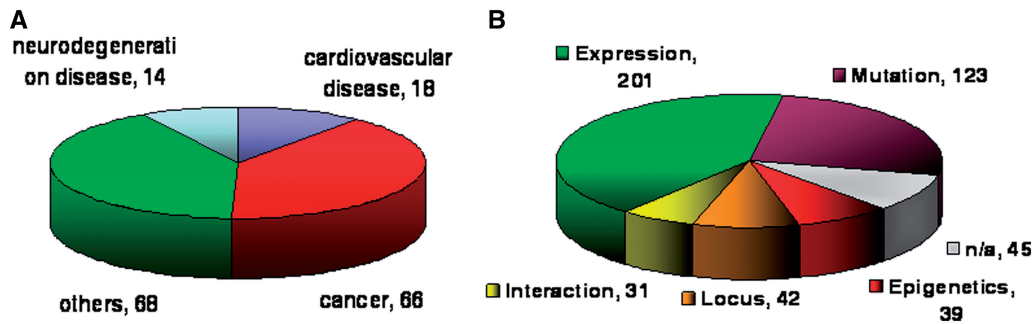 A
neurodegenerati
on disease, 14
cardiovascular
disease, 18
others, 68
cancer, 66
B
Expression,
201
Mutation, 123
n/a, 45
Interaction, 31
Locus, 42
Epigenetics,
39